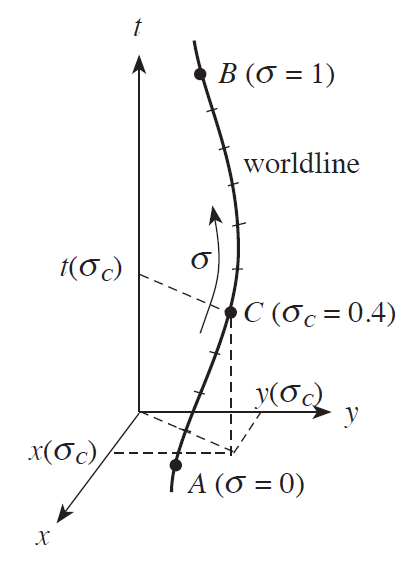 t
B (σ = 1)
worldline
σ
t(σ_C)
C (σ_C = 0.4)
y(σ_C)
y
x(σ_C)
A (σ = 0)
x